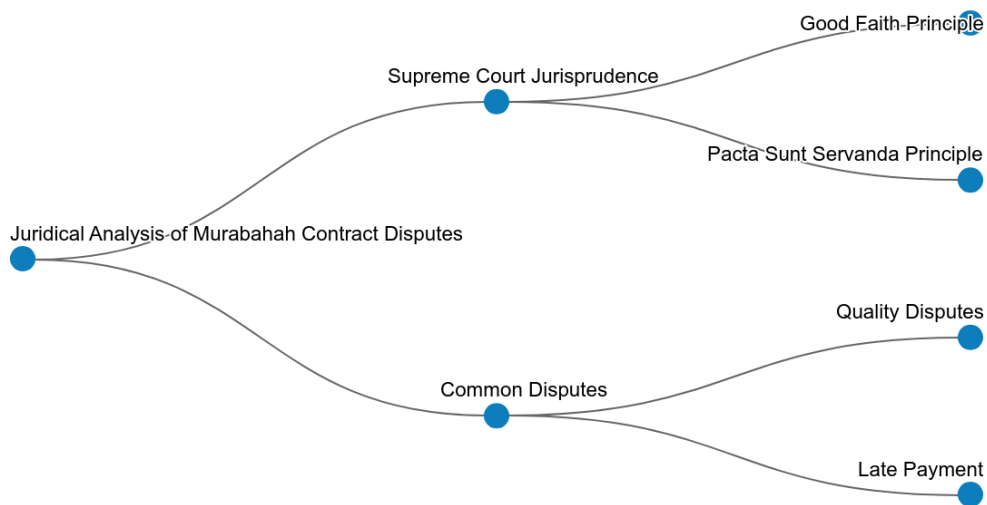 Good Faith Principle
Supreme Court Jurisprudence
Pacta Sunt Servanda Principle
Juridical Analysis of Murabahah Contract Disputes
Quality Disputes
Common Disputes
Late Payment